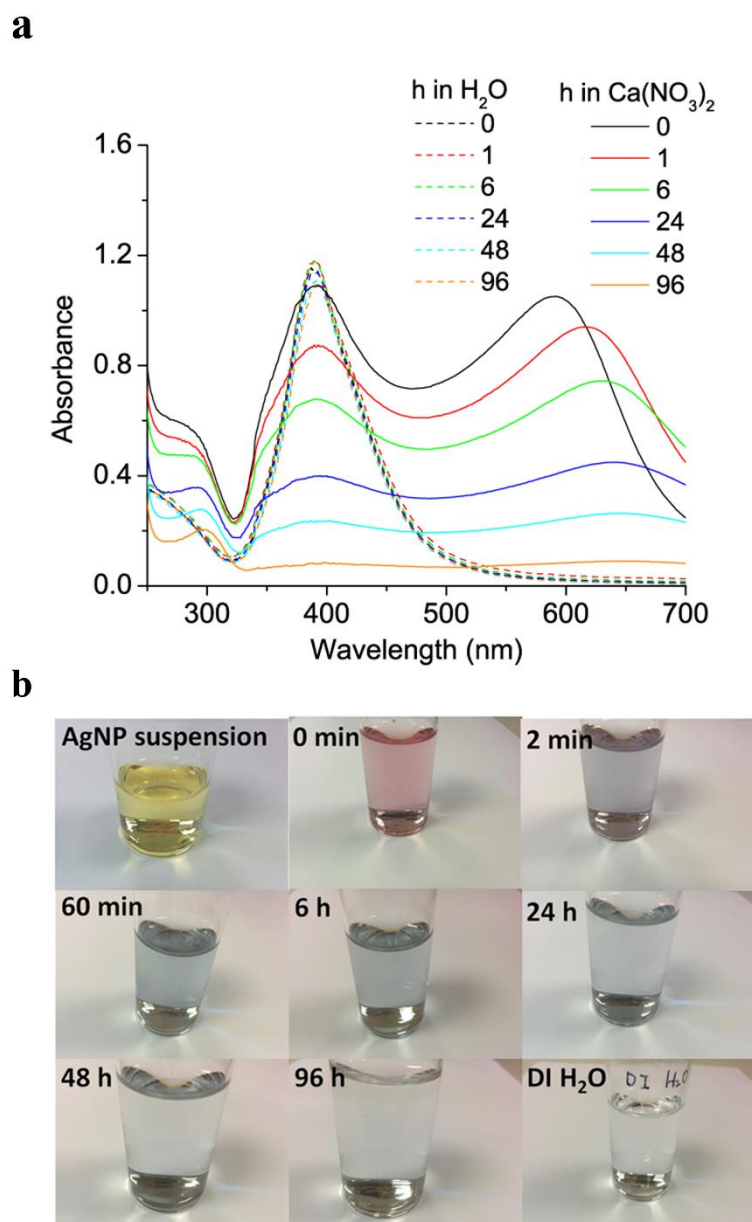 a
h in H₂O
0
1
6
24
48
96
h in Ca(NO₃)₂
0
1
6
24
48
96
1.6
1.2
0.8
0.4
0.0
Absorbance
300
400
500
600
700
Wavelength (nm)
b
AgNP suspension
0 min
2 min
60 min
6 h
24 h
48 h
96 h
DI H₂O
DI H₂O